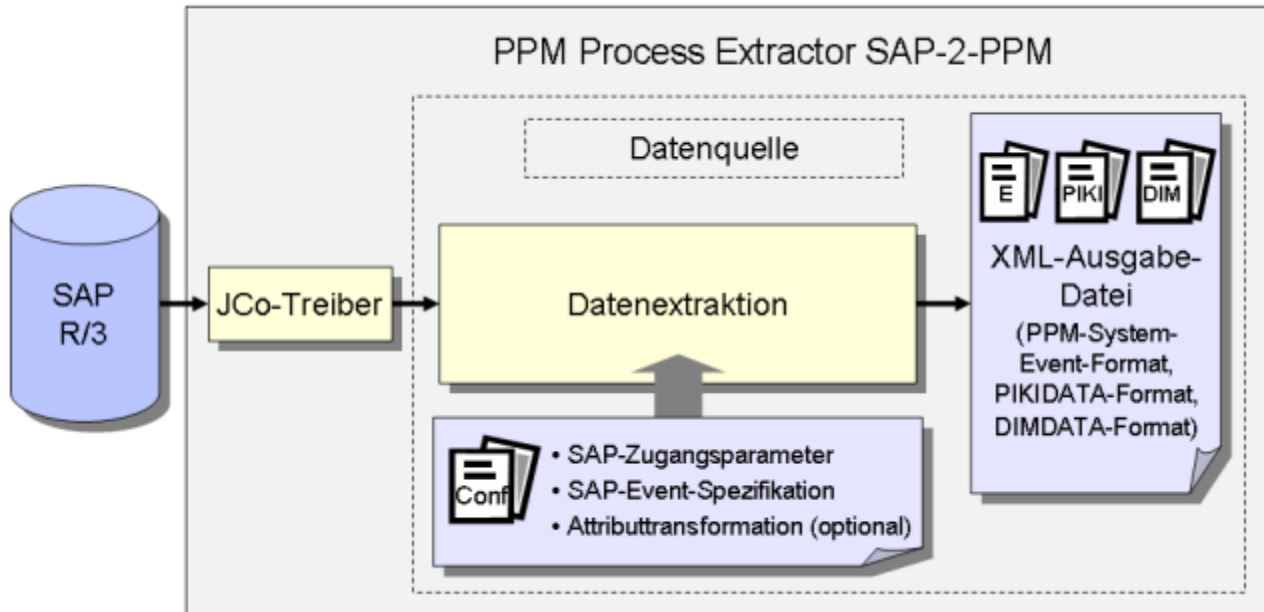 PPM Process Extractor SAP-2-PPM
Datenquelle
SAP
R/3
JCo-Treiber
Datenextraktion
E
PIKI
DIM
XML-Ausgabe-
Datei
(PPM-System-
Event-Format,
PIKIDATA-Format,
DIMDATA-Format)
Conf
• SAP-Zugangsparameter
• SAP-Event-Spezifikation
• Attributtransformation (optional)